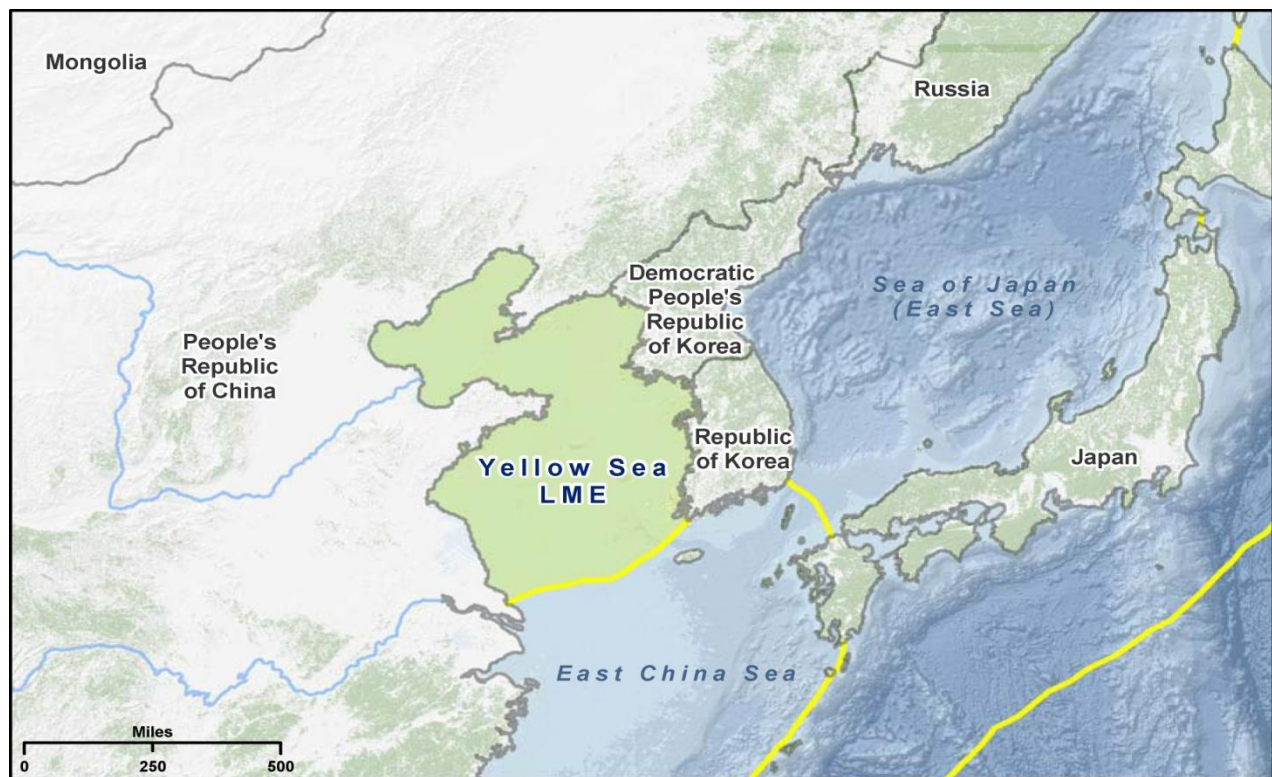 Mongolia
Russia
Democratic
People's
Republic
of Korea
Sea of Japan
(East Sea)
People's
Republic
of China
Republic
of Korea
Japan
Yellow Sea
LME
East China Sea
Miles
0 250 500